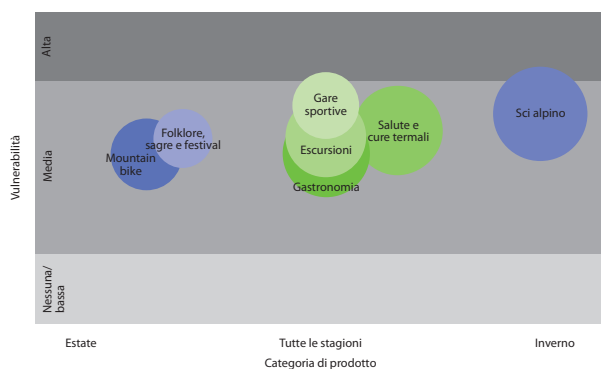 Vulnerabilità
Alta
Media
Nessuna/
bassa
Gare
sportive
Folklore,
sagre e festival
Salute e
cure termali
Sci alpino
Escursioni
Mountain
bike
Gastronomia
Estate
Tutte le stagioni
Inverno
Categoria di prodotto